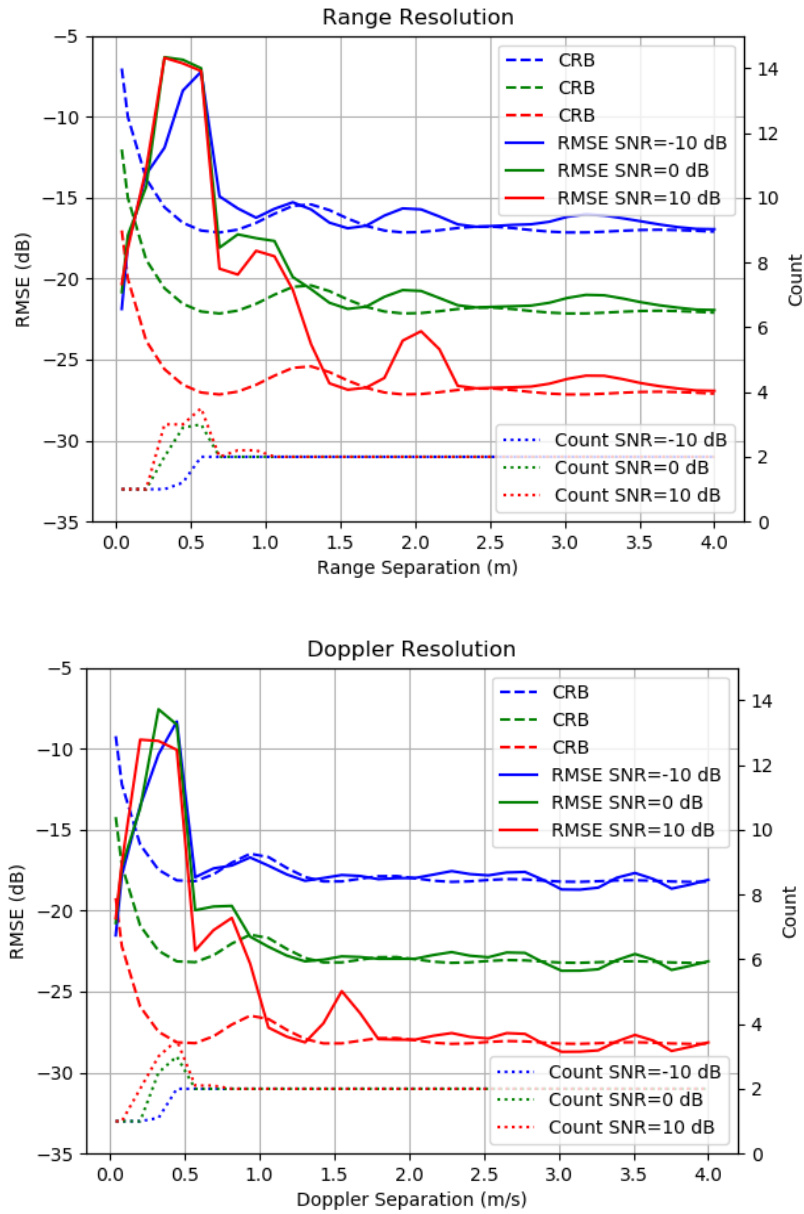 Range Resolution
CRB
CRB
CRB
RMSE SNR=-10 dB
RMSE SNR=0 dB
RMSE SNR=10 dB
Count SNR=-10 dB
Count SNR=0 dB
Count SNR=10 dB
−5
−10
−15
−20
−25
−30
−35
RMSE (dB)
14
12
10
8
6
4
2
0
Count
0.0 0.5 1.0 1.5 2.0 2.5 3.0 3.5 4.0
Range Separation (m)
Doppler Resolution
CRB
CRB
CRB
RMSE SNR=-10 dB
RMSE SNR=0 dB
RMSE SNR=10 dB
Count SNR=-10 dB
Count SNR=0 dB
Count SNR=10 dB
−5
−10
−15
−20
−25
−30
−35
RMSE (dB)
14
12
10
8
6
4
2
0
Count
0.0 0.5 1.0 1.5 2.0 2.5 3.0 3.5 4.0
Doppler Separation (m/s)